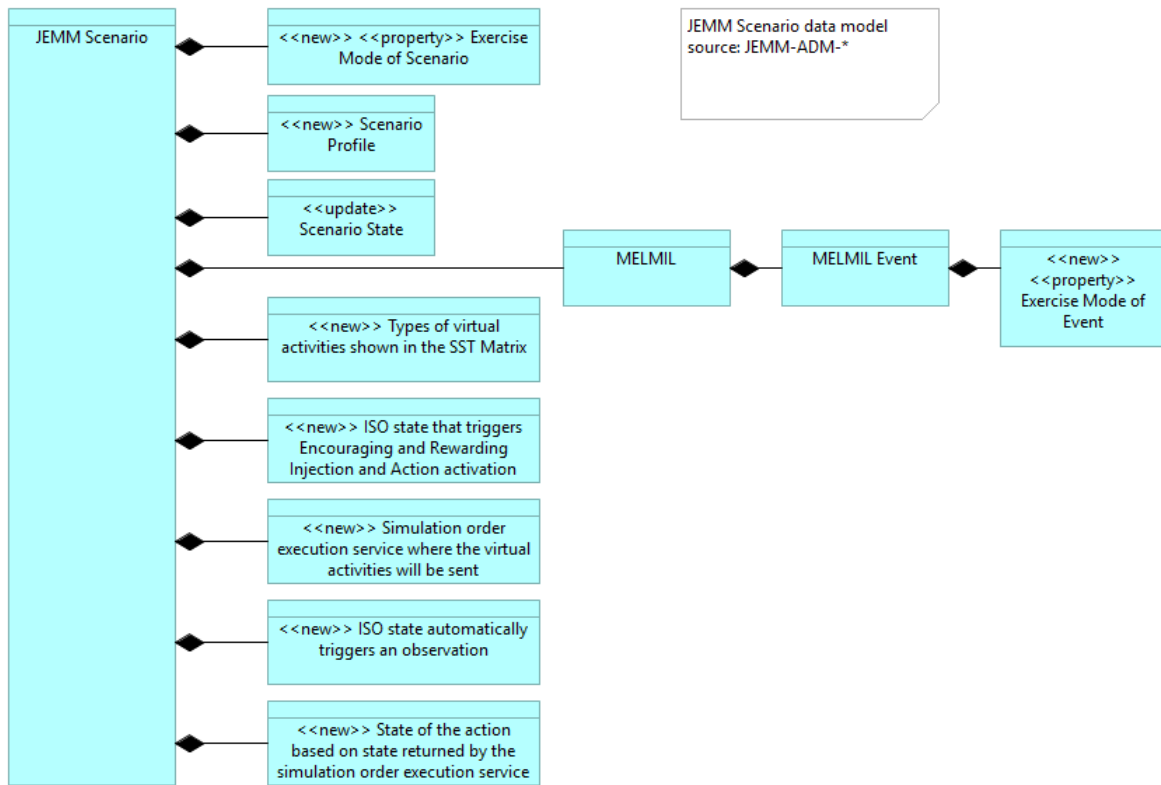 JEMM Scenario
<<new>> <<property>> Exercise
Mode of Scenario
JEMM Scenario data model
source: JEMM-ADM-*
<<new>> Scenario
Profile
<<update>>
Scenario State
MELMIL
MELMIL Event
<<new>>
<<property>>
Exercise Mode of
Event
<<new>> Types of virtual
activities shown in the SST Matrix
<<new>> ISO state that triggers
Encouraging and Rewarding
Injection and Action activation
<<new>> Simulation order
execution service where the virtual
activities will be sent
<<new>> ISO state automatically
triggers an observation
<<new>> State of the action
based on state returned by the
simulation order execution service